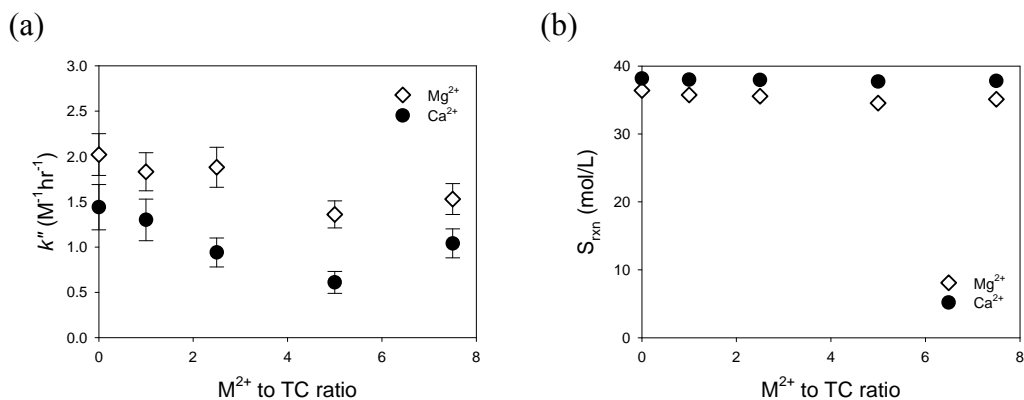 (a)
(b)
k″ (M⁻¹hr⁻¹)
3.0
2.5
2.0
1.5
1.0
0.5
0.0
0 2 4 6 8
M²⁺ to TC ratio
Mg²⁺
Ca²⁺
Sᵣₓₙ (mol/L)
40
30
20
10
0
0 2 4 6 8
M²⁺ to TC ratio
Mg²⁺
Ca²⁺